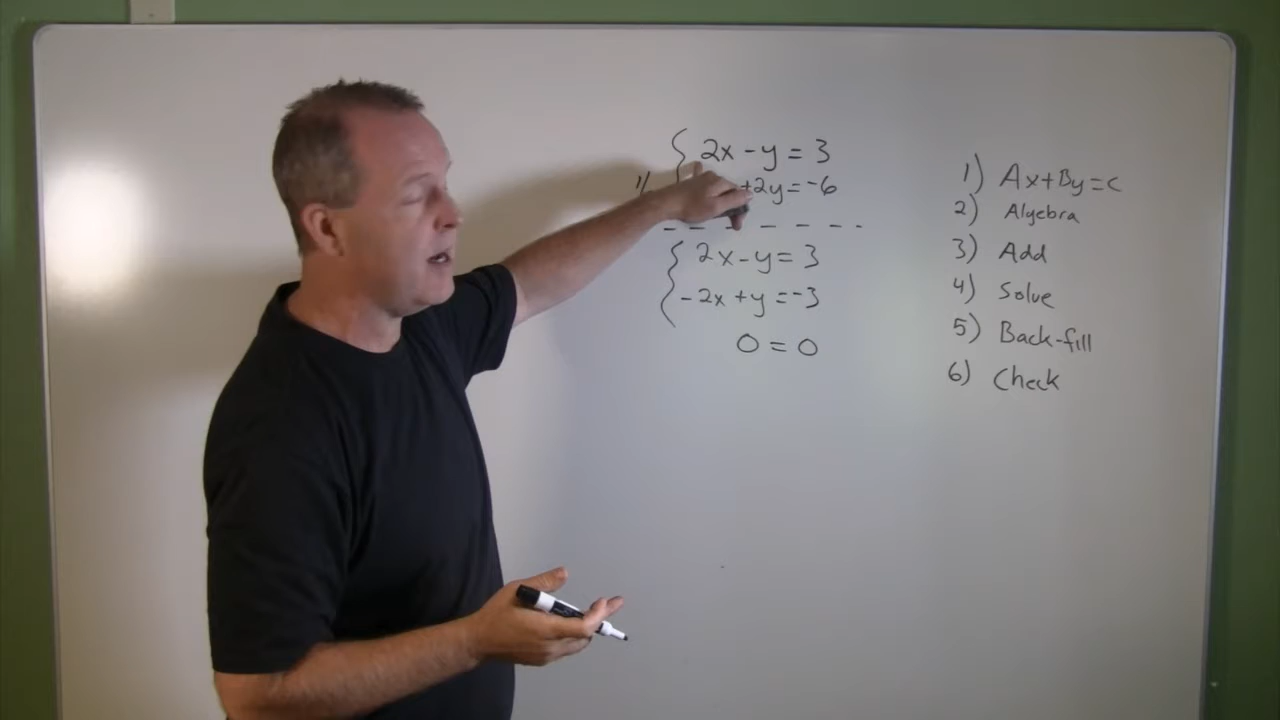 2x - y = 3
+2y = -6
2x - y = 3
-2x + y = -3
0 = 0
1) Ax + By = C
2) Algebra
3) Add
4) Solve
5) Back-fill
6) Check